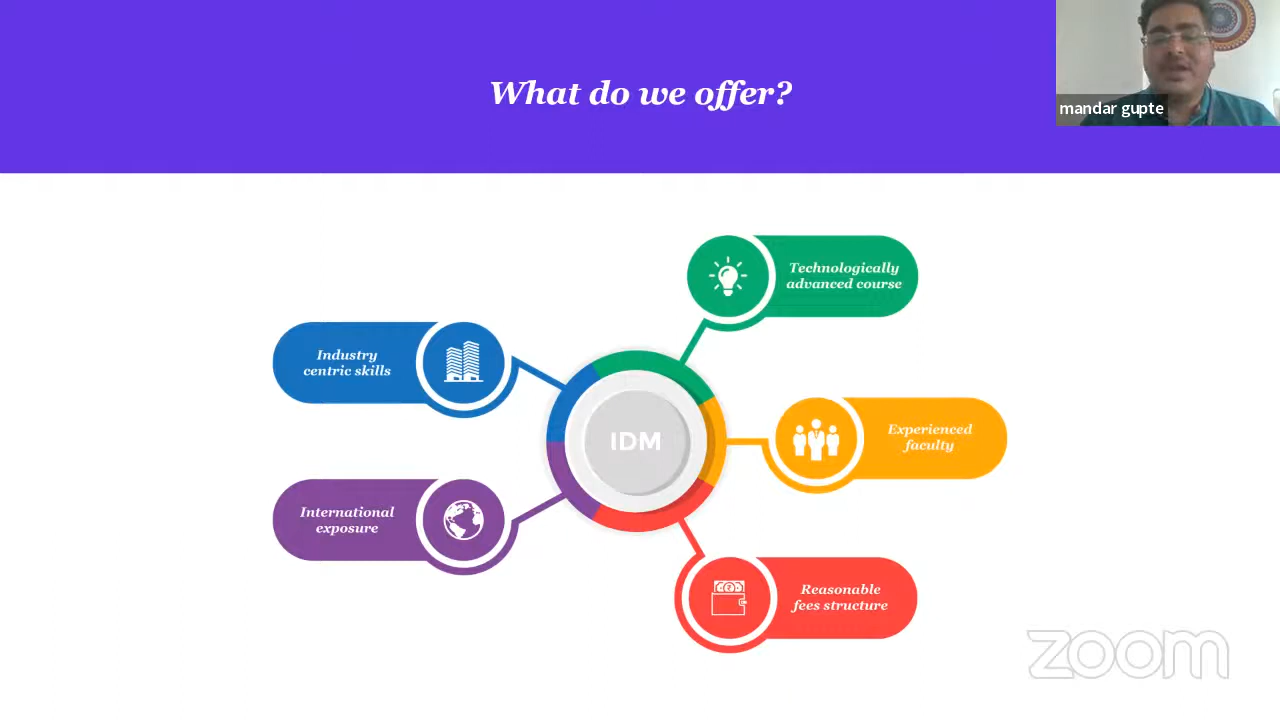 What do we offer?
mandar gupte
Technologically
advanced course
Industry
centric skills
IDM
Experienced
faculty
International
exposure
Reasonable
fees structure
zoom